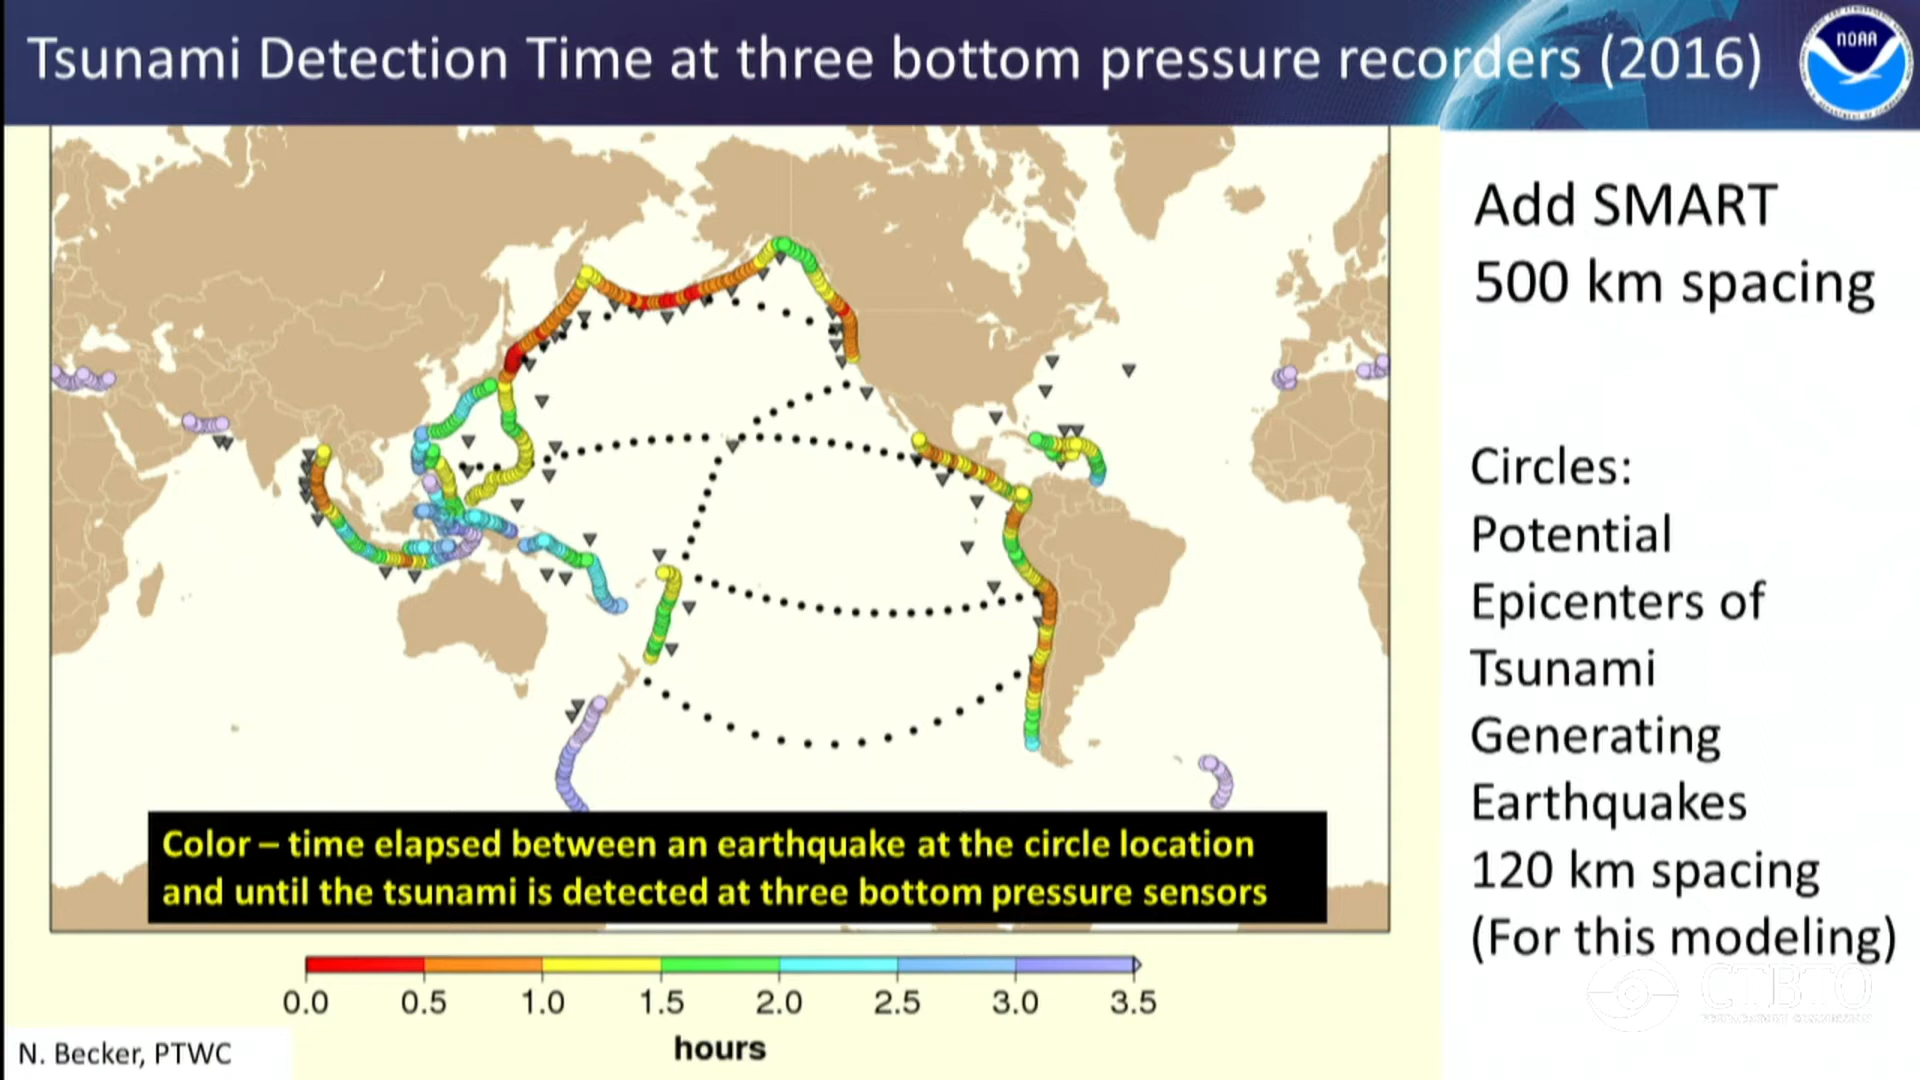 Tsunami Detection Time at three bottom pressure recorders (2016)
NOAA
Add SMART
500 km spacing
Circles:
Potential
Epicenters of
Tsunami
Generating
Earthquakes
120 km spacing
(For this modeling)
Color – time elapsed between an earthquake at the circle location
and until the tsunami is detected at three bottom pressure sensors
0.0 0.5 1.0 1.5 2.0 2.5 3.0 3.5
hours
N. Becker, PTWC
CTBTO